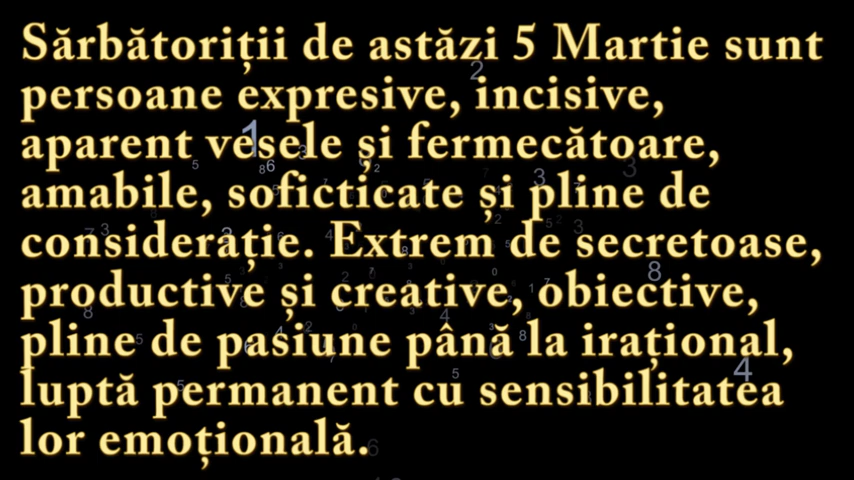 Sărbătoriții de astăzi 5 Martie sunt
persoane expresive, incisive,
aparent vesele și fermecătoare,
amabile, soficticate și pline de
considerație. Extrem de secretoase,
productive și creative, obiective,
pline de pasiune până la irațional,
luptă permanent cu sensibilitatea
lor emoțională.